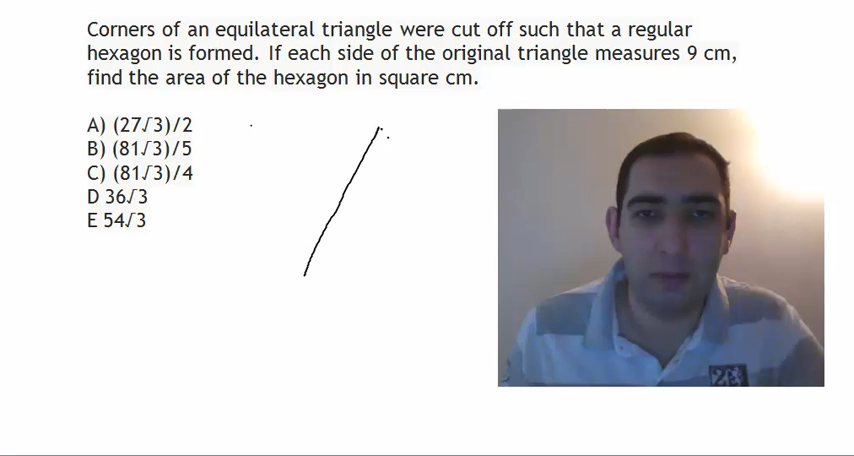 Corners of an equilateral triangle were cut off such that a regular
hexagon is formed. If each side of the original triangle measures 9 cm,
find the area of the hexagon in square cm.
A) (27√3)/2
B) (81√3)/5
C) (81√3)/4
D 36√3
E 54√3